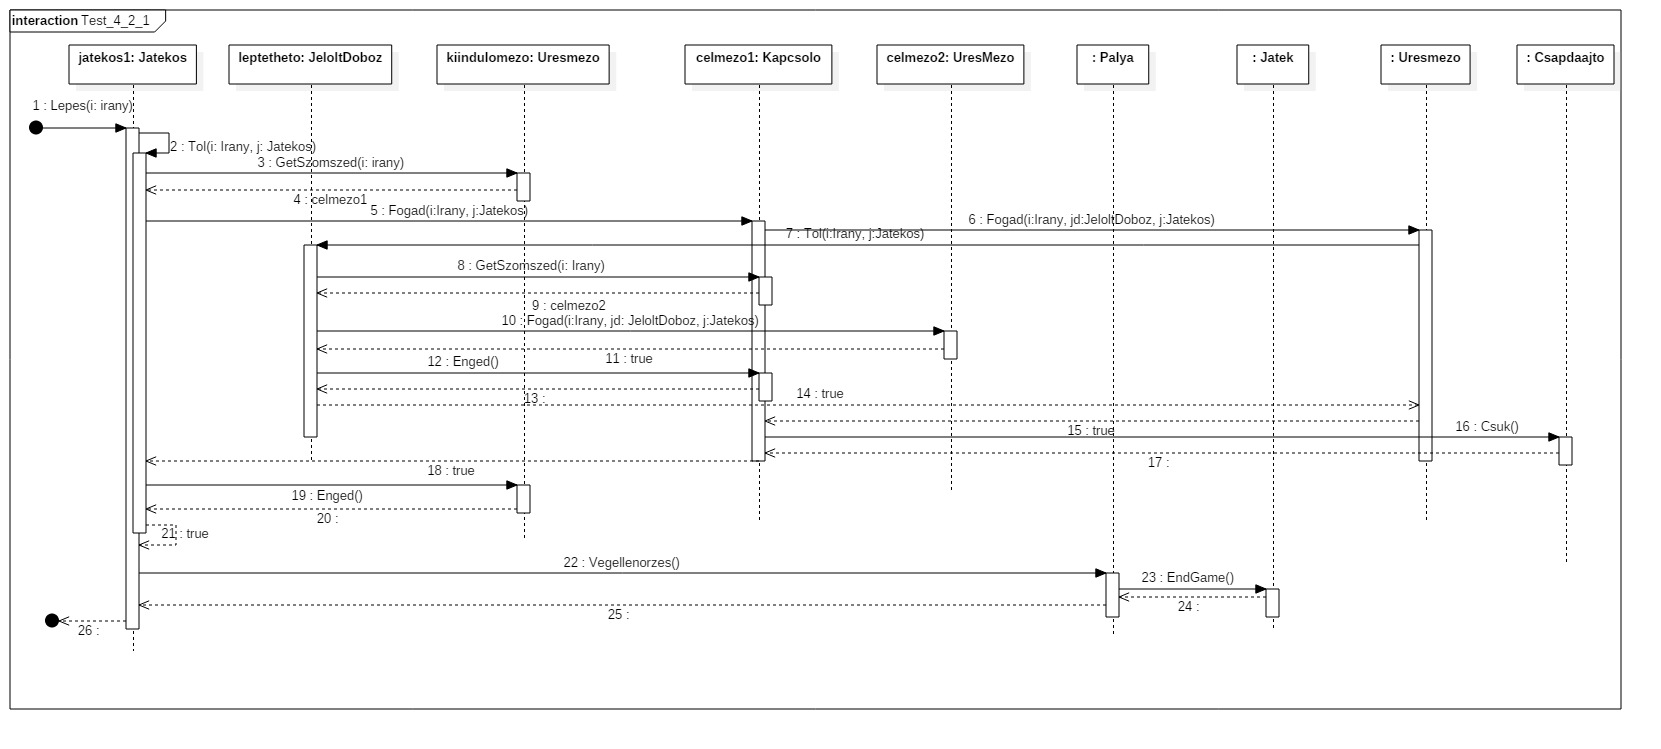 interaction Test_4_2_1
jatekos1: Jatekos
leptetheto: JeloltDoboz
kiindulomezo: Uresmezo
celmezo1: Kapcsolo
celmezo2: UresMezo
: Palya
: Jatek
: Uresmezo
: Csapdaajto
1 : Lepes(i: irany)
2 : Tol(i: Irany, j: Jatekos)
3 : GetSzomszed(i: irany)
4 : celmezo1
5 : Fogad(i:Irany, j:Jatekos)
6 : Fogad(i:Irany, jd:JeloltDoboz, j:Jatekos)
7 : Tol(i:Irany, j:Jatekos)
8 : GetSzomszed(i: Irany)
9 : celmezo2
10 : Fogad(i:Irany, jd: JeloltDoboz, j:Jatekos)
11 : true
12 : Enged()
13 :
14 : true
15 : true
16 : Csuk()
17 :
18 : true
19 : Enged()
20 :
21 : true
22 : Vegellenorzes()
23 : EndGame()
24 :
25 :
26 :